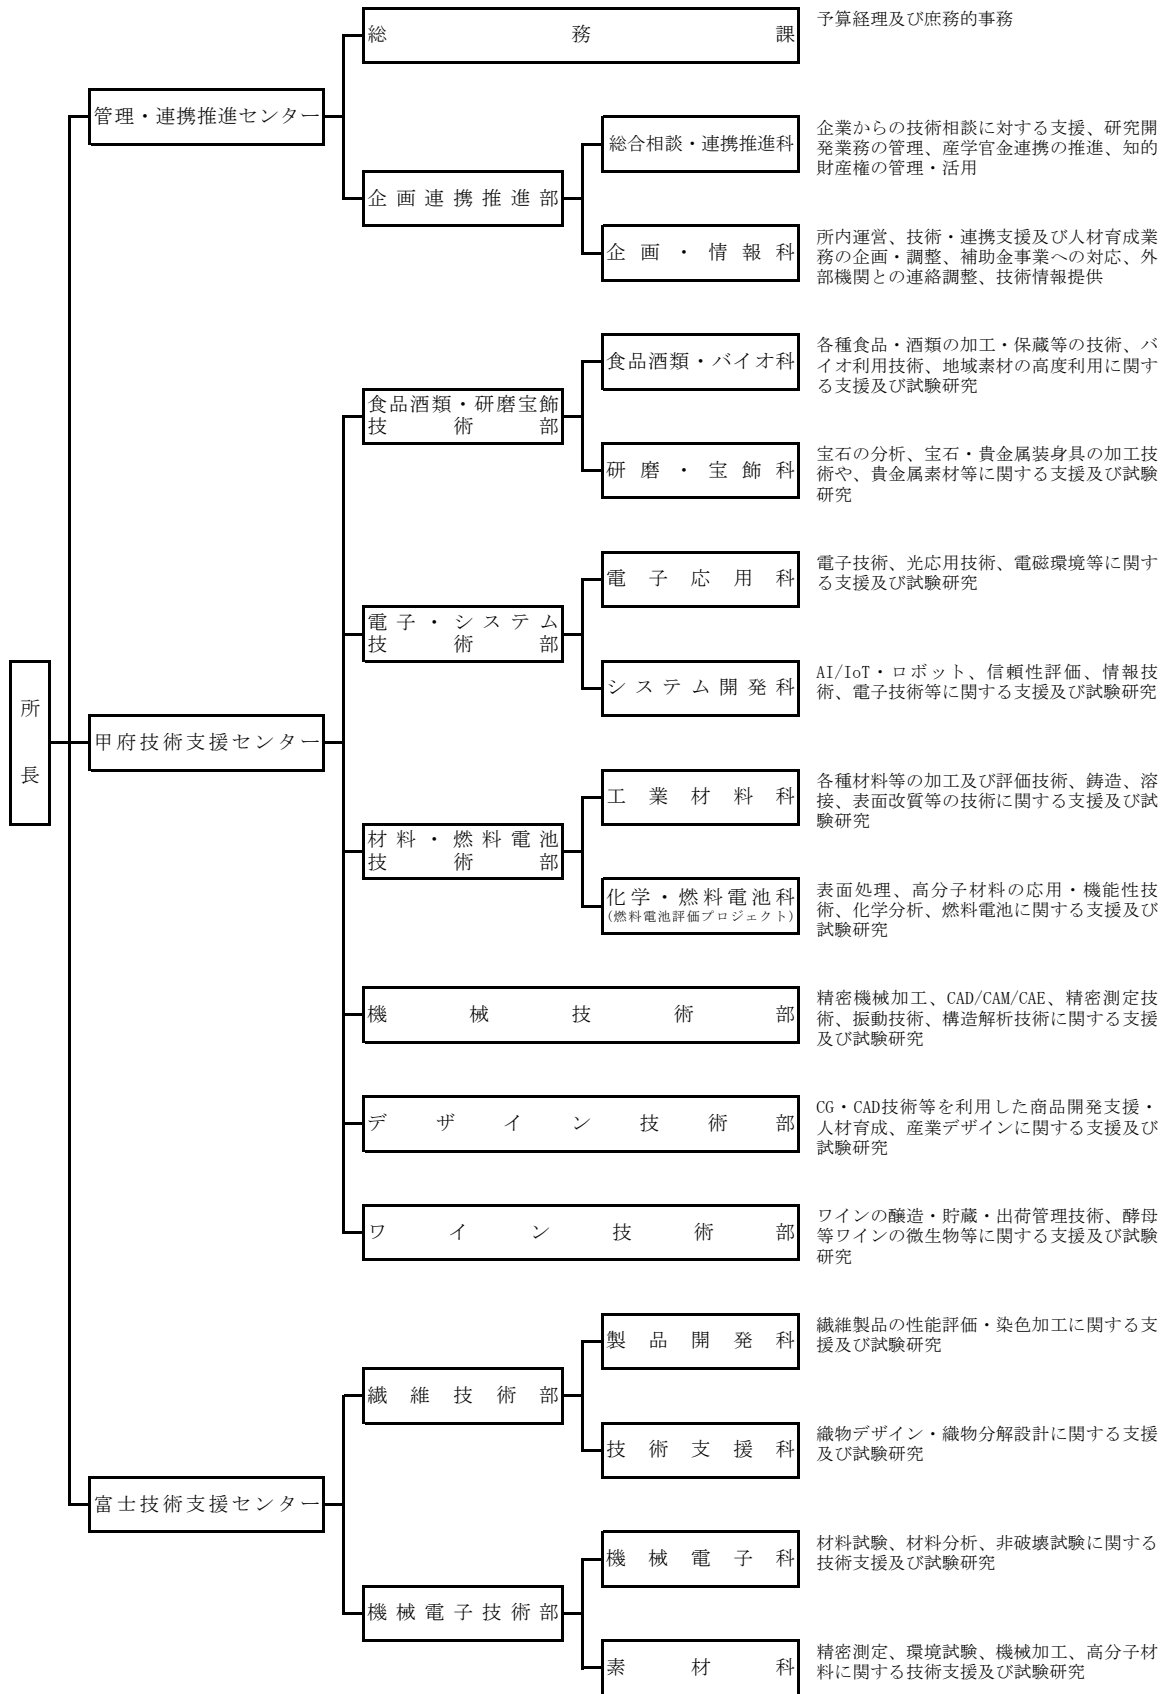 総務課
予算経理及び庶務的事務
管理・連携推進センター
総合相談・連携推進科
企業からの技術相談に対する支援、研究開
発業務の管理、産学官金連携の推進、知的
財産権の管理・活用
企画連携推進部
企画・情報科
所内運営、技術・連携支援及び人材育成業
務の企画・調整、補助金事業への対応、外
部機関との連絡調整、技術情報提供
食品酒類・バイオ科
各種食品・酒類の加工・保蔵等の技術、バ
イオ利用技術、地域素材の高度利用に関す
る支援及び試験研究
食品酒類・研磨宝飾
技術部
研磨・宝飾科
宝石の分析、宝石・貴金属装身具の加工技
術や、貴金属素材等に関する支援及び試験
研究
電子応用科
電子技術、光応用技術、電磁環境等に関す
る支援及び試験研究
電子・システム
技術部
システム開発科
AI/IoT・ロボット、信頼性評価、情報技
術、電子技術等に関する支援及び試験研究
所
長
甲府技術支援センター
工業材料科
各種材料等の加工及び評価技術、鋳造、溶
接、表面改質等の技術に関する支援及び試
験研究
材料・燃料電池
技術部
化学・燃料電池科
(燃料電池評価プロジェクト)
表面処理、高分子材料の応用・機能性技
術、化学分析、燃料電池に関する支援及び
試験研究
機械技術部
精密機械加工、CAD/CAM/CAE、精密測定技
術、振動技術、構造解析技術に関する支援
及び試験研究
デザイン技術部
CG・CAD技術等を利用した商品開発支援・
人材育成、産業デザインに関する支援及び
試験研究
ワイン技術部
ワインの醸造・貯蔵・出荷管理技術、酵母
等ワインの微生物等に関する支援及び試験
研究
製品開発科
繊維製品の性能評価・染色加工に関する支
援及び試験研究
繊維技術部
技術支援科
織物デザイン・織物分解設計に関する支援
及び試験研究
富士技術支援センター
機械電子科
材料試験、材料分析、非破壊試験に関する
技術支援及び試験研究
機械電子技術部
素材科
精密測定、環境試験、機械加工、高分子材
料に関する技術支援及び試験研究